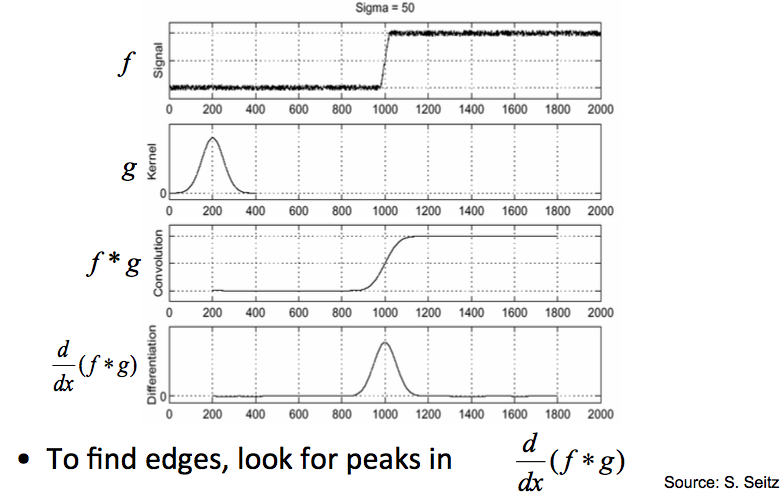 Sigma = 50
f
Signal
0 200 400 600 800 1000 1200 1400 1600 1800 2000
g
Kernel
0
0 200 400 600 800 1000 1200 1400 1600 1800 2000
f * g
Convolution
0 200 400 600 800 1000 1200 1400 1600 1800 2000
d/dx (f * g)
Differentiation
0
0 200 400 600 800 1000 1200 1400 1600 1800 2000
• To find edges, look for peaks in d/dx (f * g)
Source: S. Seitz